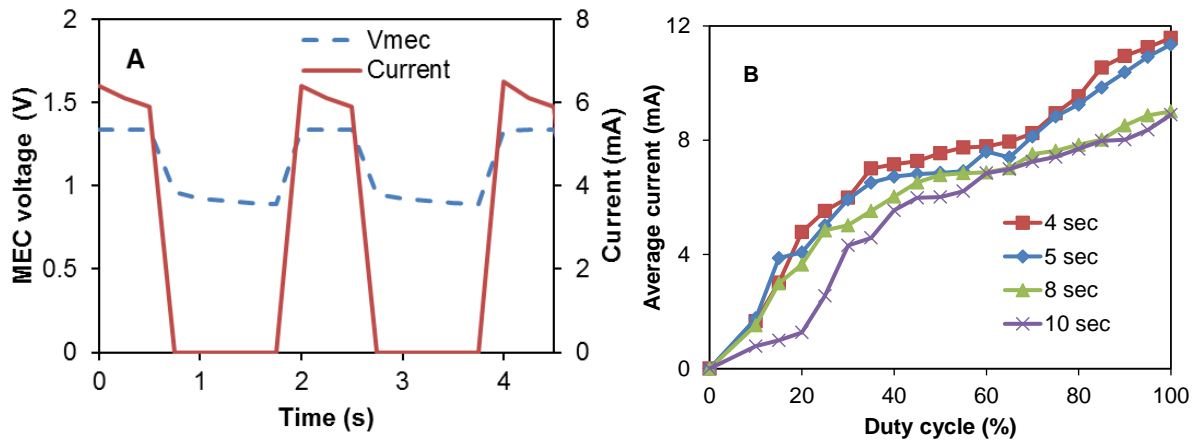 A
Vmec
Current
MEC voltage (V)
2
1.5
1
0.5
0
8
6
4
2
0
Current (mA)
0
1
2
3
4
Time (s)
B
Average current (mA)
12
8
4
0
4 sec
5 sec
8 sec
10 sec
0
20
40
60
80
100
Duty cycle (%)